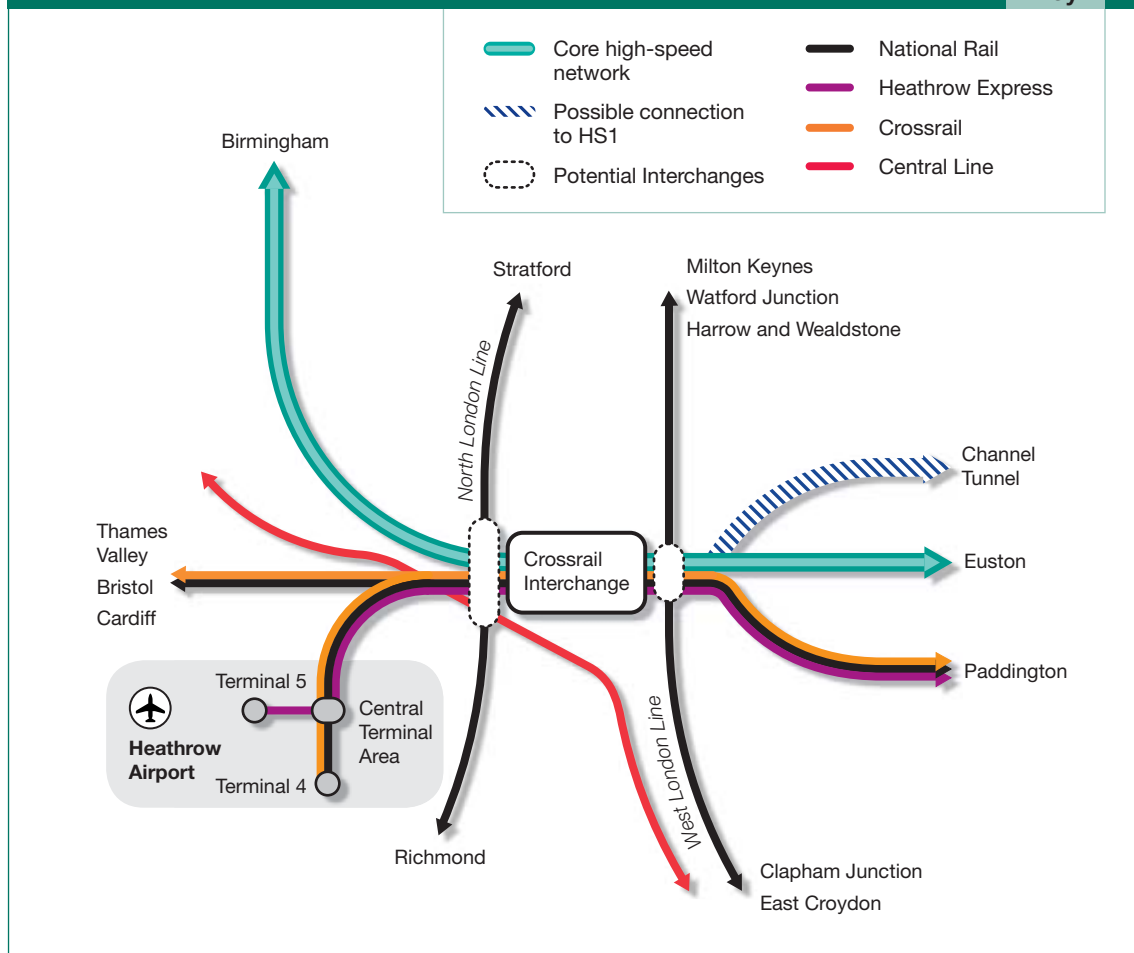 Core high-speed
network
Possible connection
to HS1
Potential Interchanges
National Rail
Heathrow Express
Crossrail
Central Line
Birmingham
Stratford
Milton Keynes
Watford Junction
Harrow and Wealdstone
North London Line
Channel
Tunnel
Thames
Valley
Bristol
Cardiff
Crossrail
Interchange
Euston
Paddington
Terminal 5
Central
Terminal
Area
Heathrow
Airport
Terminal 4
West London Line
Richmond
Clapham Junction
East Croydon